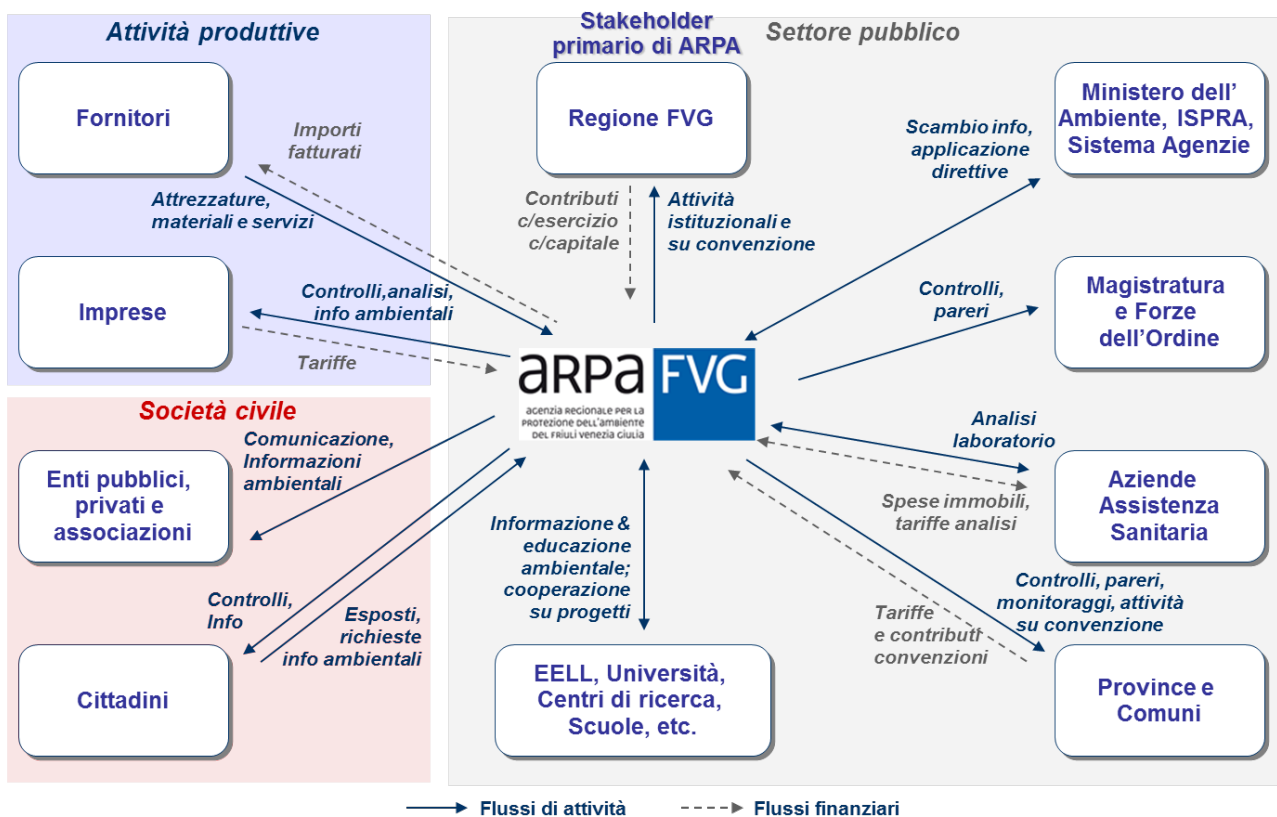 Attività produttive
Fornitori
Importi
fatturati
Attrezzature,
materiali e servizi
Imprese
Controlli,analisi,
info ambientali
Tariffe
Società civile
Enti pubblici,
privati e
associazioni
Comunicazione,
Informazioni
ambientali
Controlli,
Info
Esposti,
richieste
info ambientali
Cittadini
Stakeholder
primario di ARPA
Settore pubblico
Regione FVG
Contributi
c/esercizio
c/capitale
Attività
istituzionali e
su convenzione
Ministero dell’
Ambiente, ISPRA,
Sistema Agenzie
Scambio info,
applicazione
direttive
Magistratura
e Forze
dell’Ordine
Controlli,
pareri
aRPa FVG
aGenzia reGionale Per La
Protezione Dell'ambiente
Del Friuli venezia Giulia
Analisi
laboratorio
Spese immobili,
tariffe analisi
Aziende
Assistenza
Sanitaria
Informazione &
educazione
ambientale;
cooperazione
su progetti
EELL, Università,
Centri di ricerca,
Scuole, etc.
Tariffe
e contributi
convenzioni
Controlli, pareri,
monitoraggi, attività
su convenzione
Province e
Comuni
Flussi di attività
Flussi finanziari